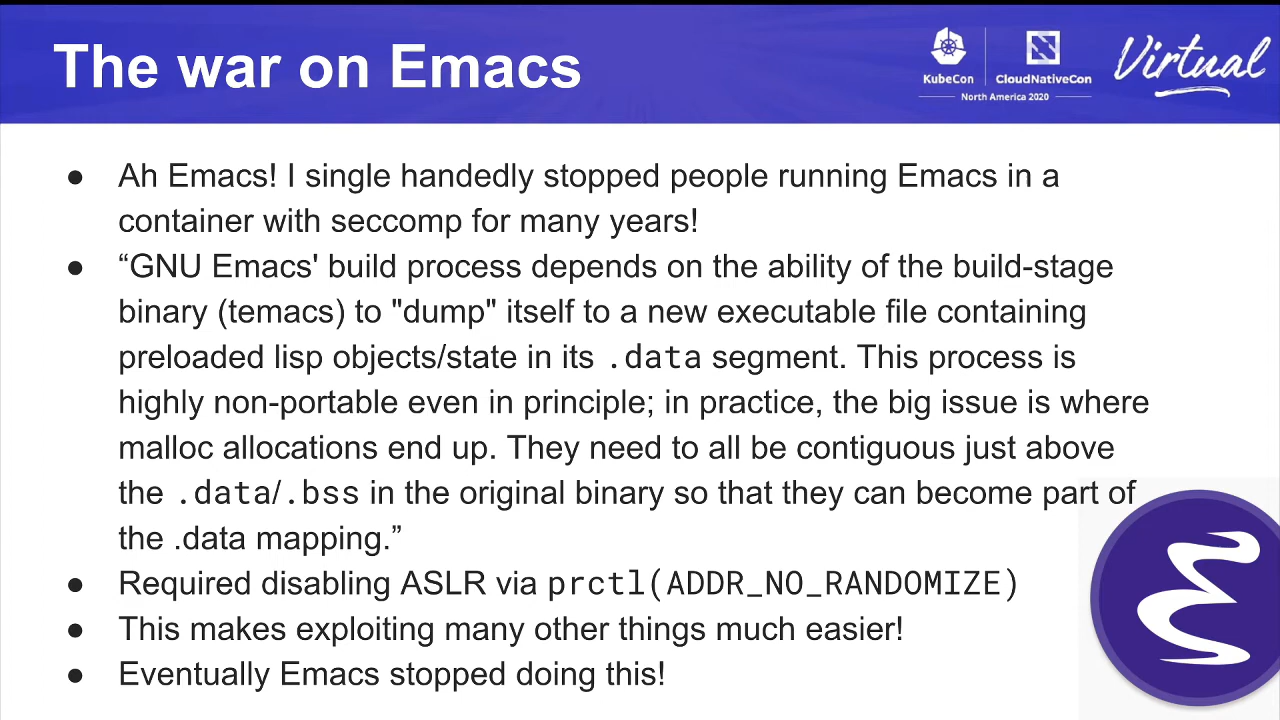 The war on Emacs
KubeCon
CloudNativeCon
North America 2020
Virtual
● Ah Emacs! I single handedly stopped people running Emacs in a
container with seccomp for many years!
● “GNU Emacs' build process depends on the ability of the build-stage
binary (temacs) to "dump" itself to a new executable file containing
preloaded lisp objects/state in its .data segment. This process is
highly non-portable even in principle; in practice, the big issue is where
malloc allocations end up. They need to all be contiguous just above
the .data/.bss in the original binary so that they can become part of
the .data mapping.”
● Required disabling ASLR via prctl(ADDR_NO_RANDOMIZE)
● This makes exploiting many other things much easier!
● Eventually Emacs stopped doing this!